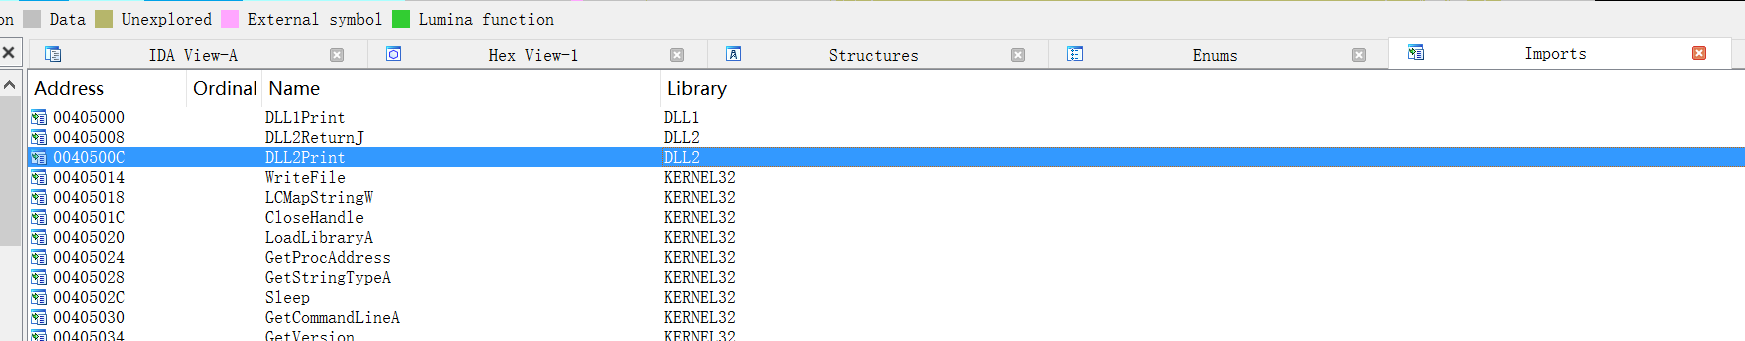 on Data Unexplored External symbol Lumina function
IDA View-A Hex View-1 Structures Enums Imports
Address Ordinal Name Library
00405000 DLL1Print DLL1
00405008 DLL2ReturnJ DLL2
0040500C DLL2Print DLL2
00405014 WriteFile KERNEL32
00405018 LCMapStringW KERNEL32
0040501C CloseHandle KERNEL32
00405020 LoadLibraryA KERNEL32
00405024 GetProcAddress KERNEL32
00405028 GetStringTypeA KERNEL32
0040502C Sleep KERNEL32
00405030 GetCommandLineA KERNEL32
00405034 GetVersion KERNEL32